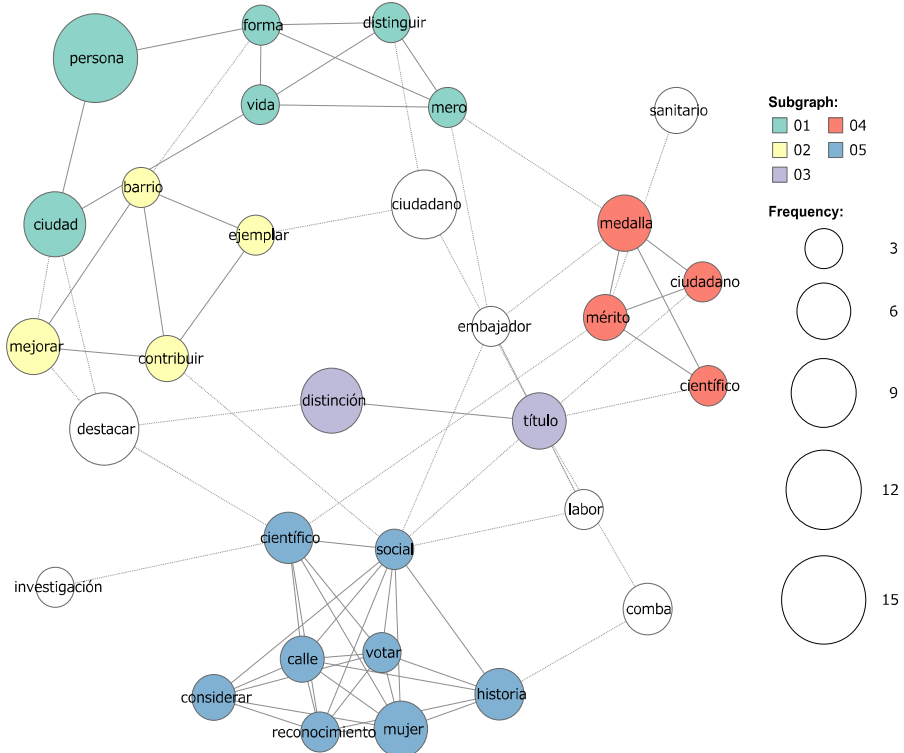 forma
distinguir
persona
vida
mero
sanitario
barrio
ciudadano
ciudad
ejemplar
medalla
ciudadano
mérito
embajador
mejorar
contribuir
científico
distinción
título
destacar
labor
científico
social
investigación
comba
votar
calle
considerar
historia
reconocimiento
mujer
Subgraph:
01 04
02 05
03
Frequency:
3
6
9
12
15